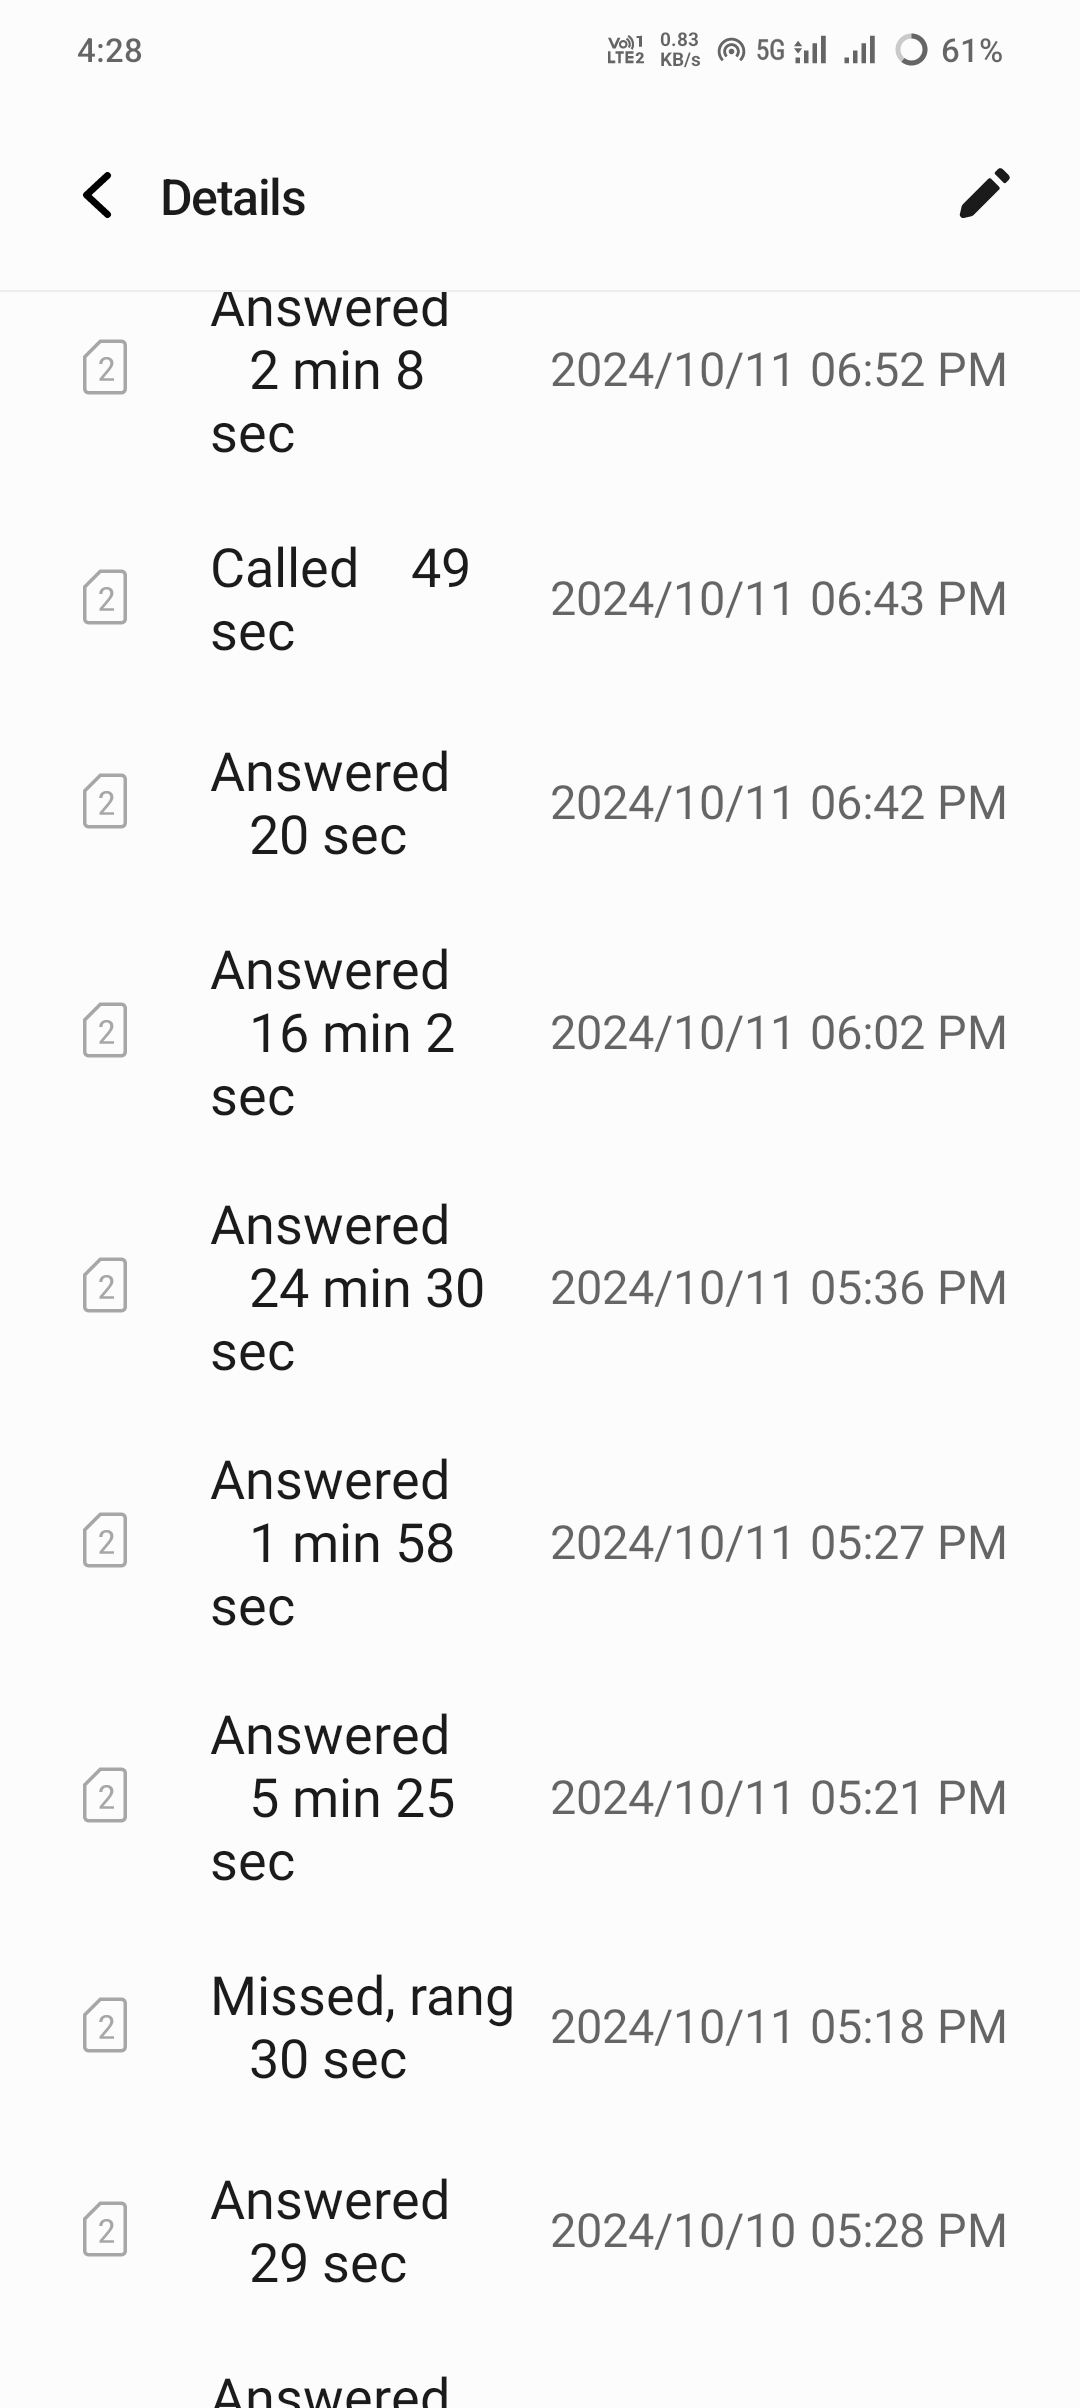 4:28
Vo)) 1 LTE2 0.83 KB/s 5G 61%
Details
Answered
2 min 8
sec
2 2024/10/11 06:52 PM
Called 49
sec
2 2024/10/11 06:43 PM
Answered
20 sec
2 2024/10/11 06:42 PM
Answered
16 min 2
sec
2 2024/10/11 06:02 PM
Answered
24 min 30
sec
2 2024/10/11 05:36 PM
Answered
1 min 58
sec
2 2024/10/11 05:27 PM
Answered
5 min 25
sec
2 2024/10/11 05:21 PM
Missed, rang
30 sec
2 2024/10/11 05:18 PM
Answered
29 sec
2 2024/10/10 05:28 PM
Answered